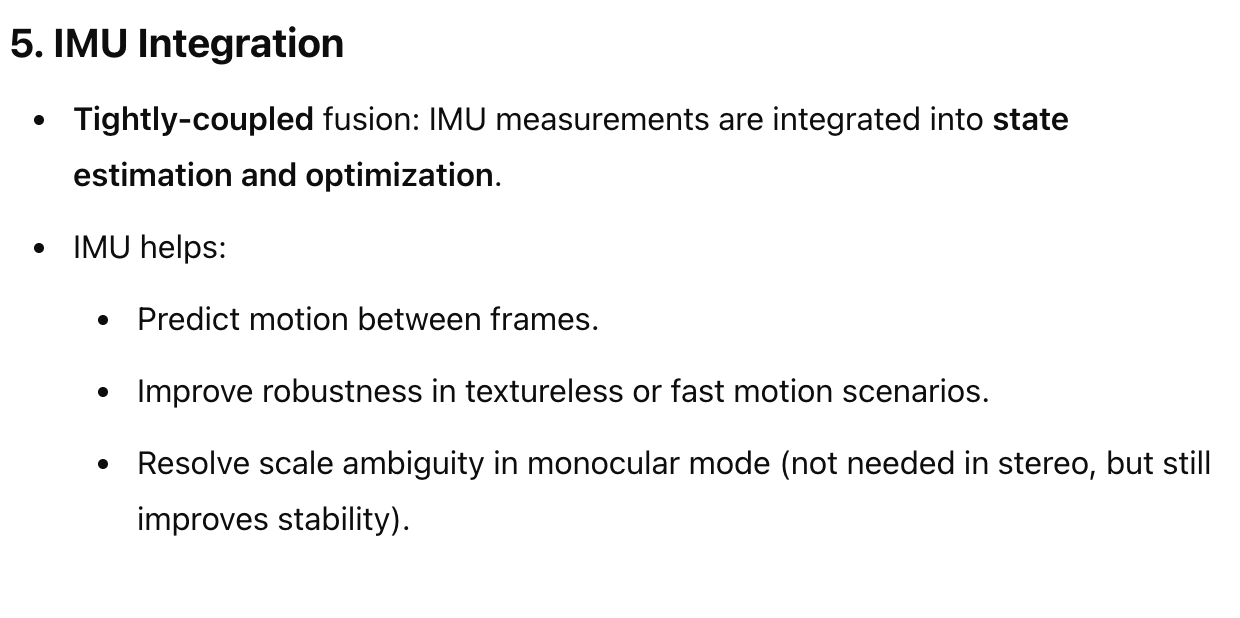 5. IMU Integration
• Tightly-coupled fusion: IMU measurements are integrated into state
estimation and optimization.
• IMU helps:
• Predict motion between frames.
• Improve robustness in textureless or fast motion scenarios.
• Resolve scale ambiguity in monocular mode (not needed in stereo, but still
improves stability).